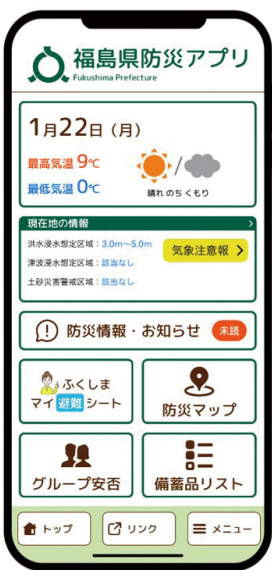 福島県防災アプリ
Fukushima Prefecture
1月22日(月)
最高気温 9℃
最低気温 0℃
/
晴れ のち くもり
現在地の情報 >
洪水浸水想定区域:3.0m〜5.0m
津波浸水想定区域:該当なし
土砂災害警戒区域:該当なし
気象注意報 >
防災情報・お知らせ 未読
ふくしま
マイ避難シート
防災マップ
グループ安否
備蓄品リスト
トップ
リンク
メニュー